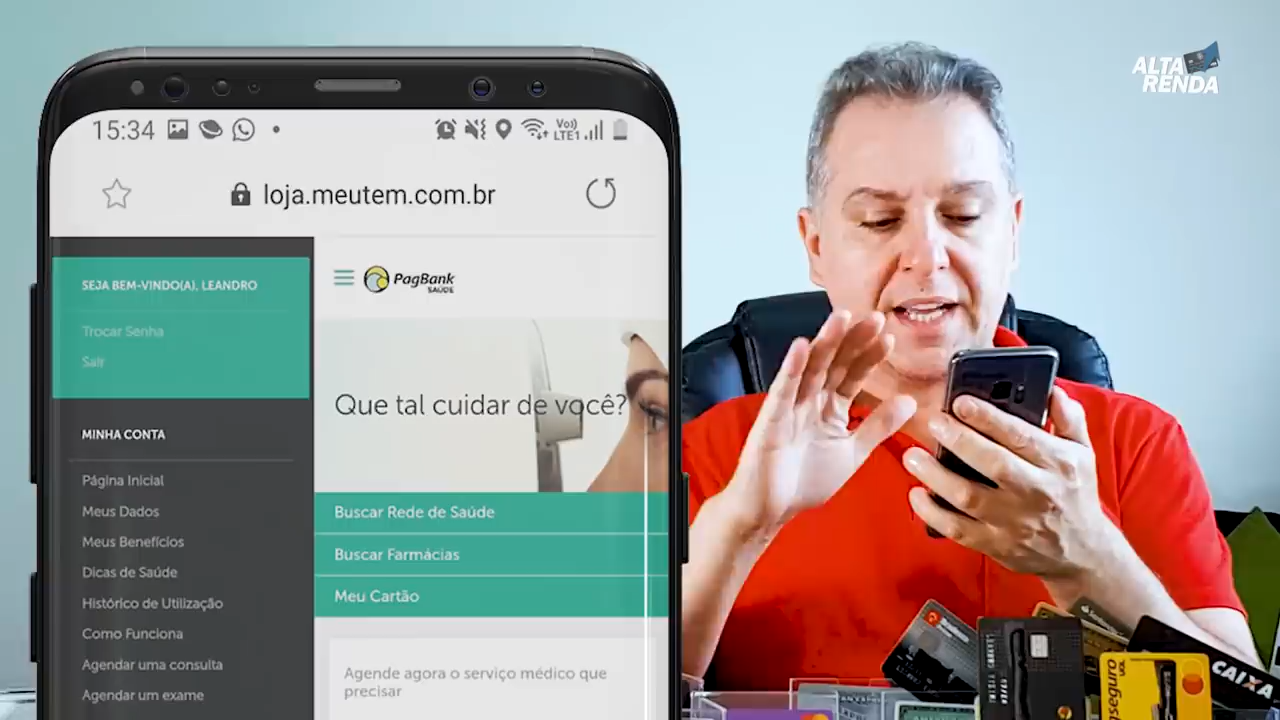 ALTA
RENDA
15:34
Voi)
LTE1
loja.meutem.com.br
SEJA BEM-VINDO(A), LEANDRO
Trocar Senha
Sair
MINHA CONTA
Página Inicial
Meus Dados
Meus Benefícios
Dicas de Saúde
Histórico de Utilização
Como Funciona
Agendar uma consulta
Agendar um exame
PagBank
SAÚDE
Que tal cuidar de você?
Buscar Rede de Saúde
Buscar Farmácias
Meu Cartão
Agende agora o serviço médico que
precisar
CAIXA